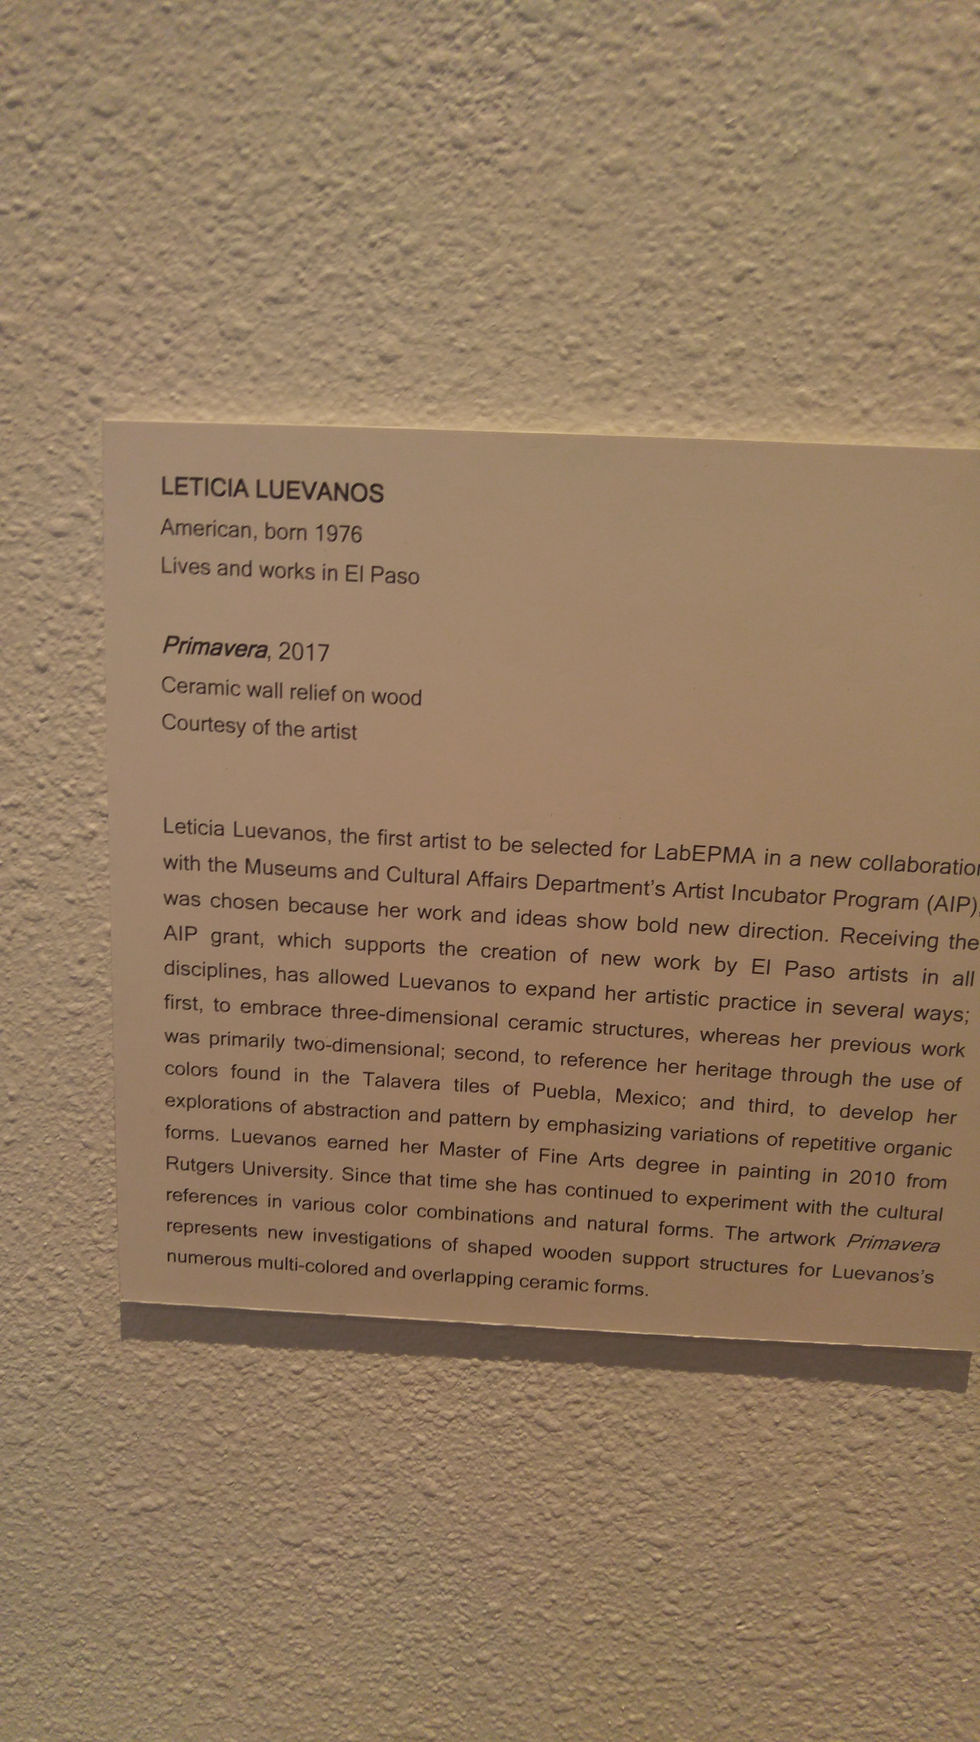 LETICIA LUEVANOS
American, born 1976
Lives and works in El Paso
Primavera, 2017
Ceramic wall relief on wood
Courtesy of the artist
Leticia Luevanos, the first artist to be selected for LabEPMA in a new collaboration
with the Museums and Cultural Affairs Department's Artist Incubator Program (AIP),
was chosen because her work and ideas show bold new direction. Receiving the
AIP grant, which supports the creation of new work by El Paso artists in all
disciplines, has allowed Luevanos to expand her artistic practice in several ways;
first, to embrace three-dimensional ceramic structures, whereas her previous work
was primarily two-dimensional; second, to reference her heritage through the use of
colors found in the Talavera tiles of Puebla, Mexico; and third, to develop her
explorations of abstraction and pattern by emphasizing variations of repetitive organic
forms. Luevanos earned her Master of Fine Arts degree in painting in 2010 from
Rutgers University. Since that time she has continued to experiment with the cultural
references in various color combinations and natural forms. The artwork Primavera
represents new investigations of shaped wooden support structures for Luevanos's
numerous multi-colored and overlapping ceramic forms.